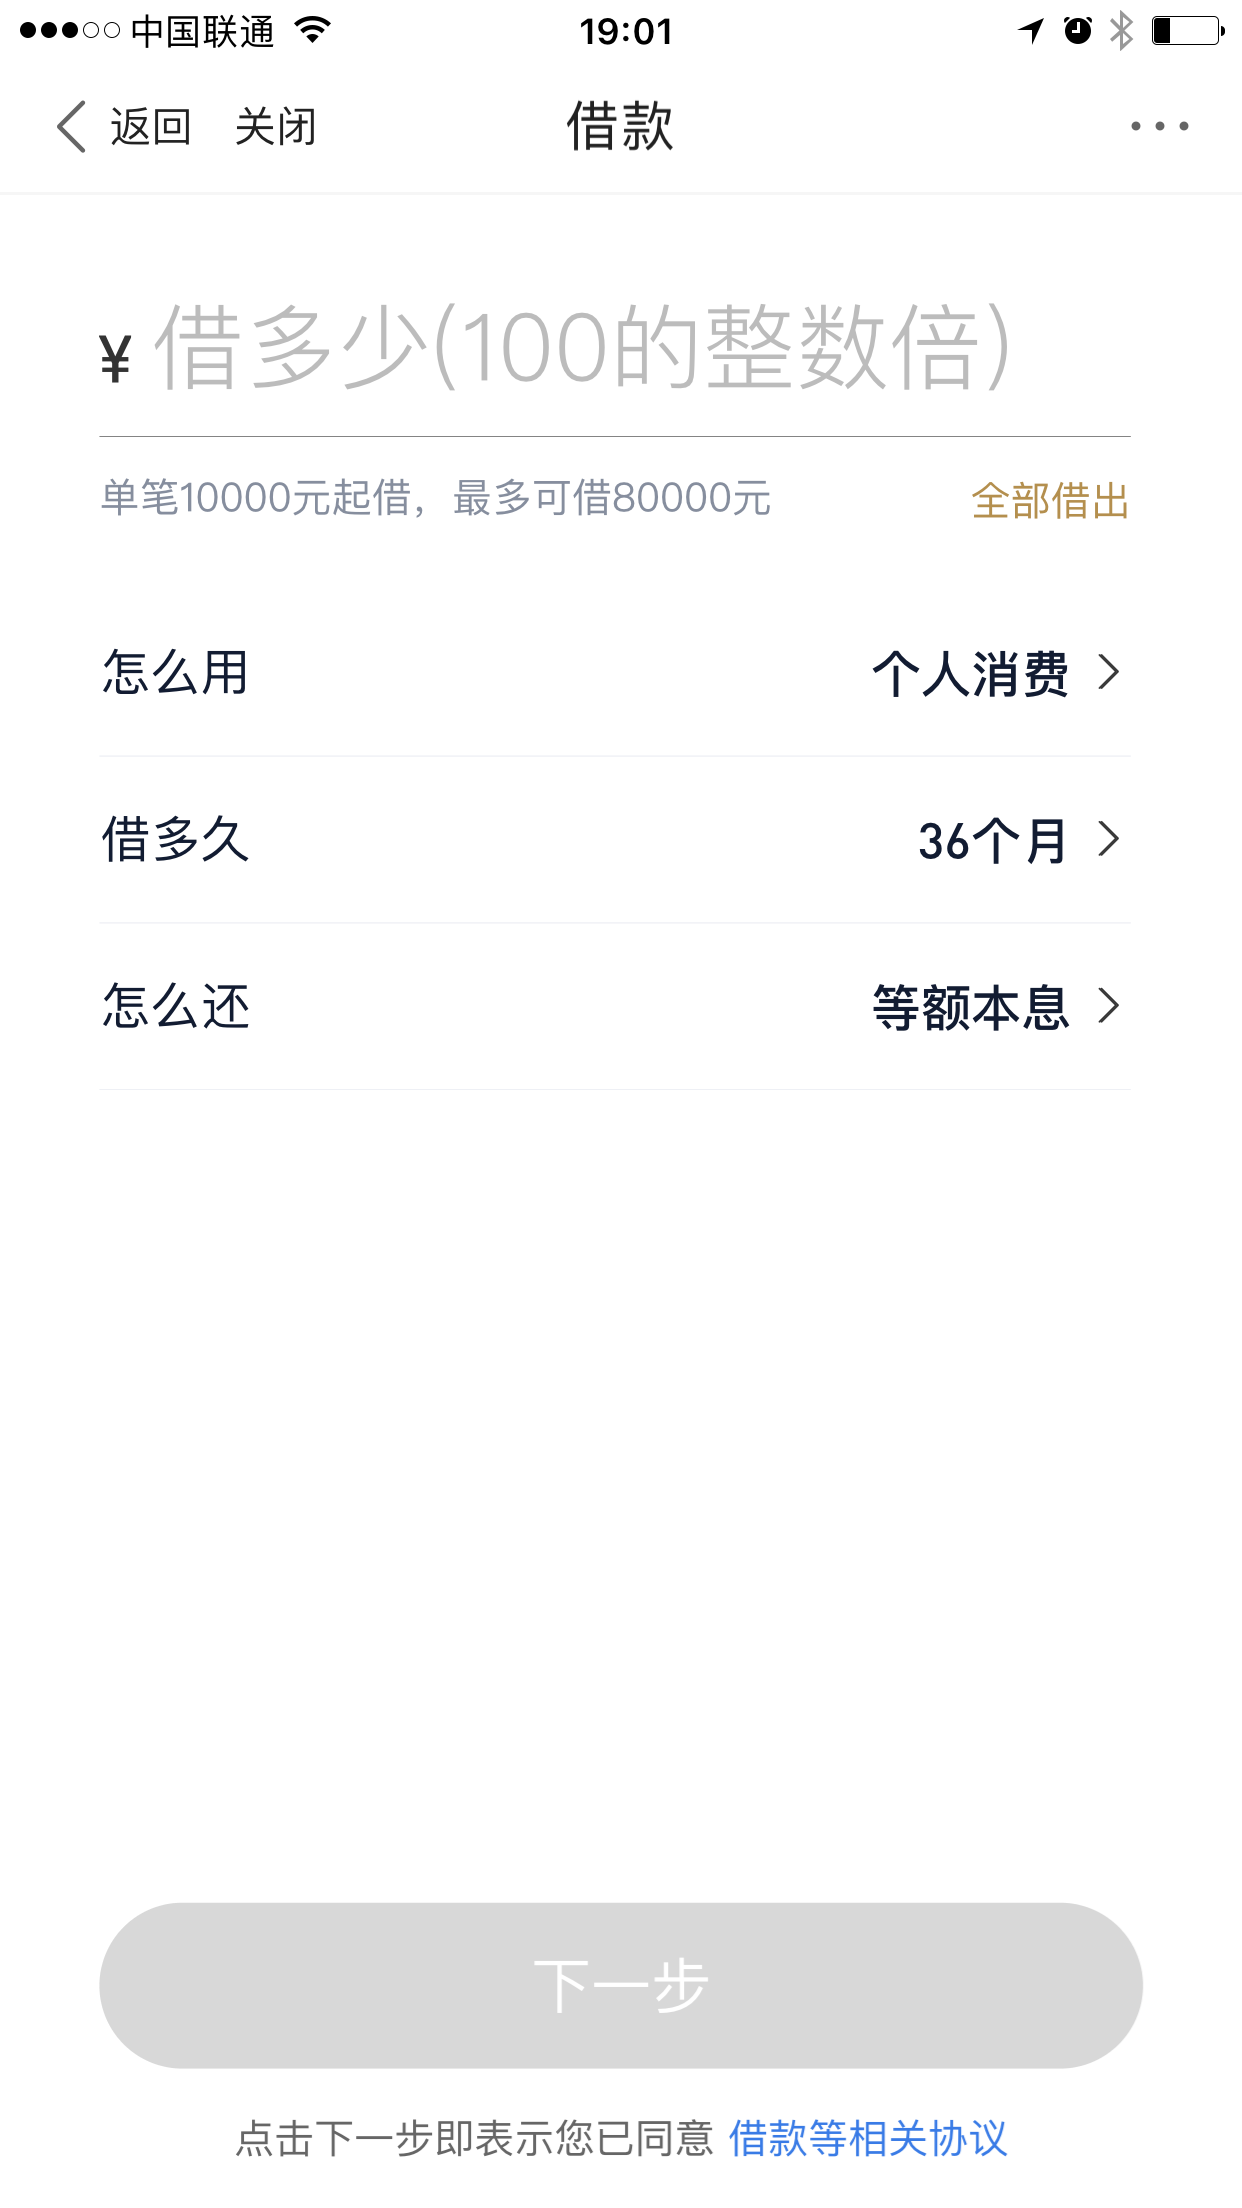 中国联通 19:01
返回 关闭 借款
¥ 借多少(100的整数倍)
单笔10000元起借，最多可借80000元 全部借出
怎么用 个人消费
借多久 36个月
怎么还 等额本息
下一步
点击下一步即表示您已同意 借款等相关协议